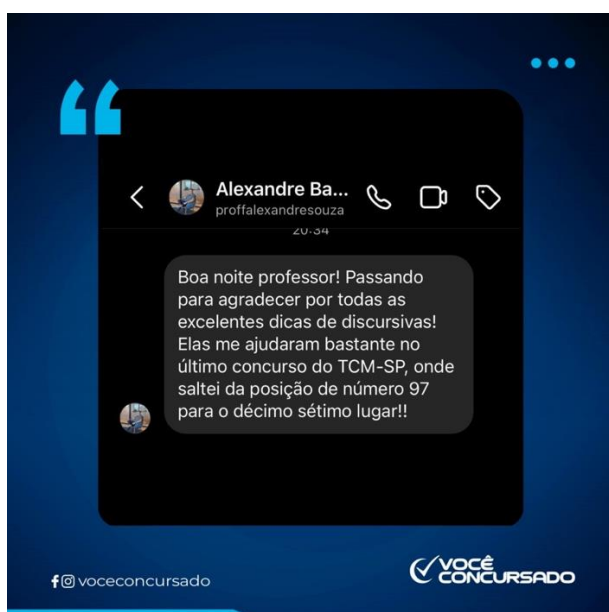 Alexandre Ba...
proffalexandresouza
20:34
Boa noite professor! Passando
para agradecer por todas as
excelentes dicas de discursivas!
Elas me ajudaram bastante no
último concurso do TCM-SP, onde
saltei da posição de número 97
para o décimo sétimo lugar!!
voceconcursado
VOCÊ
CONCURSADO